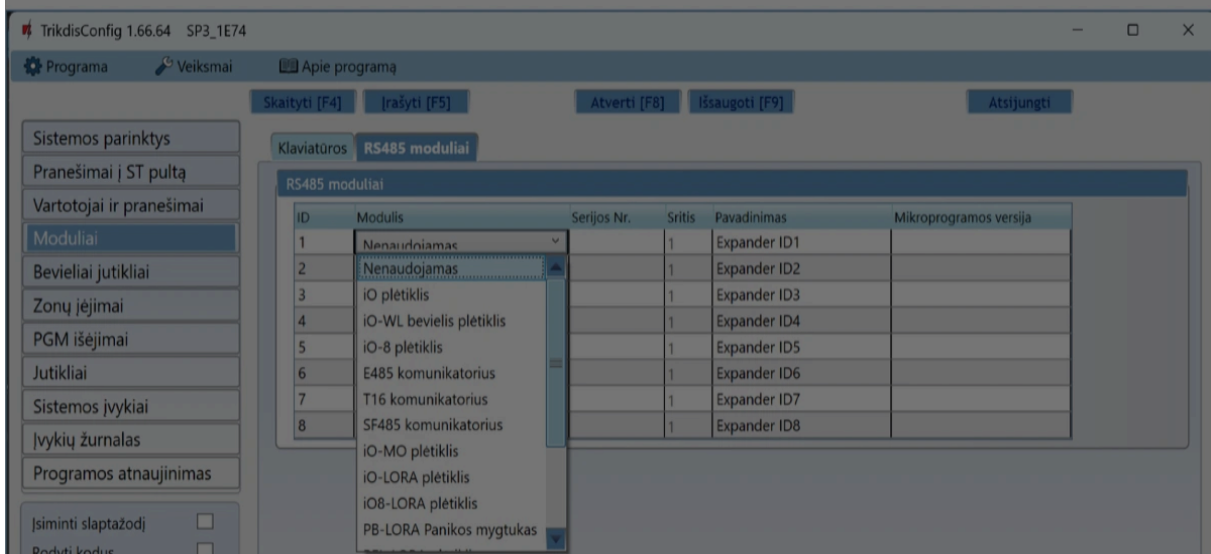 TrikdisConfig 1.66.64 SP3_1E74
Programa Veiksmai Apie programą
Skaityti [F4] Įrašyti [F5] Atverti [F8] Išsaugoti [F9] Atsijungti
Sistemos parinktys
Pranešimai į ST pultą
Vartotojai ir pranešimai
Moduliai
Bevieliai jutikliai
Zonų įėjimai
PGM išėjimai
Jutikliai
Sistemos įvykiai
Įvykių žurnalas
Programos atnaujinimas
Įsiminti slaptažodį
Rodyti kodus
Klaviatūros RS485 moduliai
RS485 moduliai
ID Modulis Serijos Nr. Sritis Pavadinimas Mikroprogramos versija
1 Nenaudojamas 1 Expander ID1
2 1 Expander ID2
3 1 Expander ID3
4 1 Expander ID4
5 1 Expander ID5
6 1 Expander ID6
7 1 Expander ID7
8 1 Expander ID8
Nenaudojamas
iO plėtiklis
iO-WL bevielis plėtiklis
iO-8 plėtiklis
E485 komunikatorius
T16 komunikatorius
SF485 komunikatorius
iO-MO plėtiklis
iO-LORA plėtiklis
iO8-LORA plėtiklis
PB-LORA Panikos mygtukas